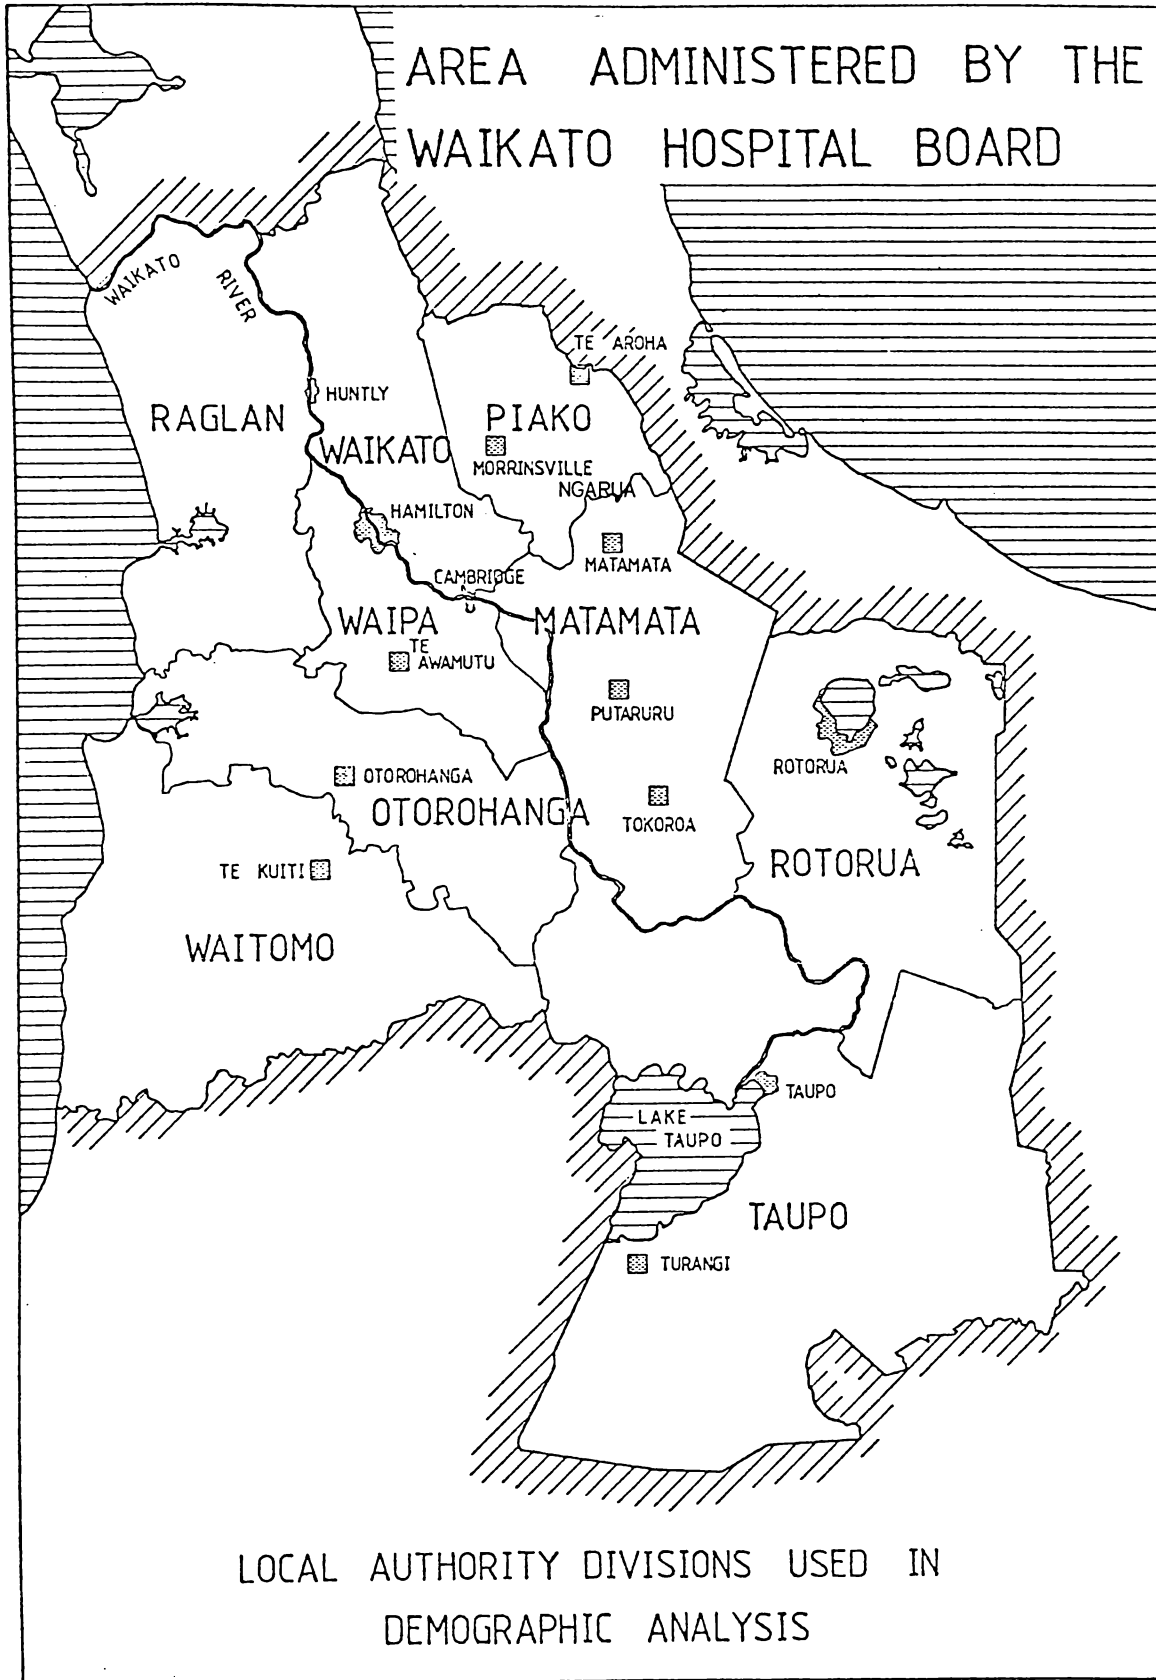 AREA ADMINISTERED BY THE
WAIKATO HOSPITAL BOARD
WAIKATO
RIVER
TE AROHA
HUNTLY
RAGLAN
PIAKO
WAIKATO
MORRINSVILLE
NGARUA
HAMILTON
MATAMATA
CAMBRIDGE
WAIPA
MATAMATA
TE
AWAMUTU
PUTARURU
ROTORUA
OTOROHANGA
OTOROHANGA
TOKOROA
TE KUITI
ROTORUA
WAITOMO
TAUPO
LAKE
TAUPO
TAUPO
TURANGI
LOCAL AUTHORITY DIVISIONS USED IN
DEMOGRAPHIC ANALYSIS